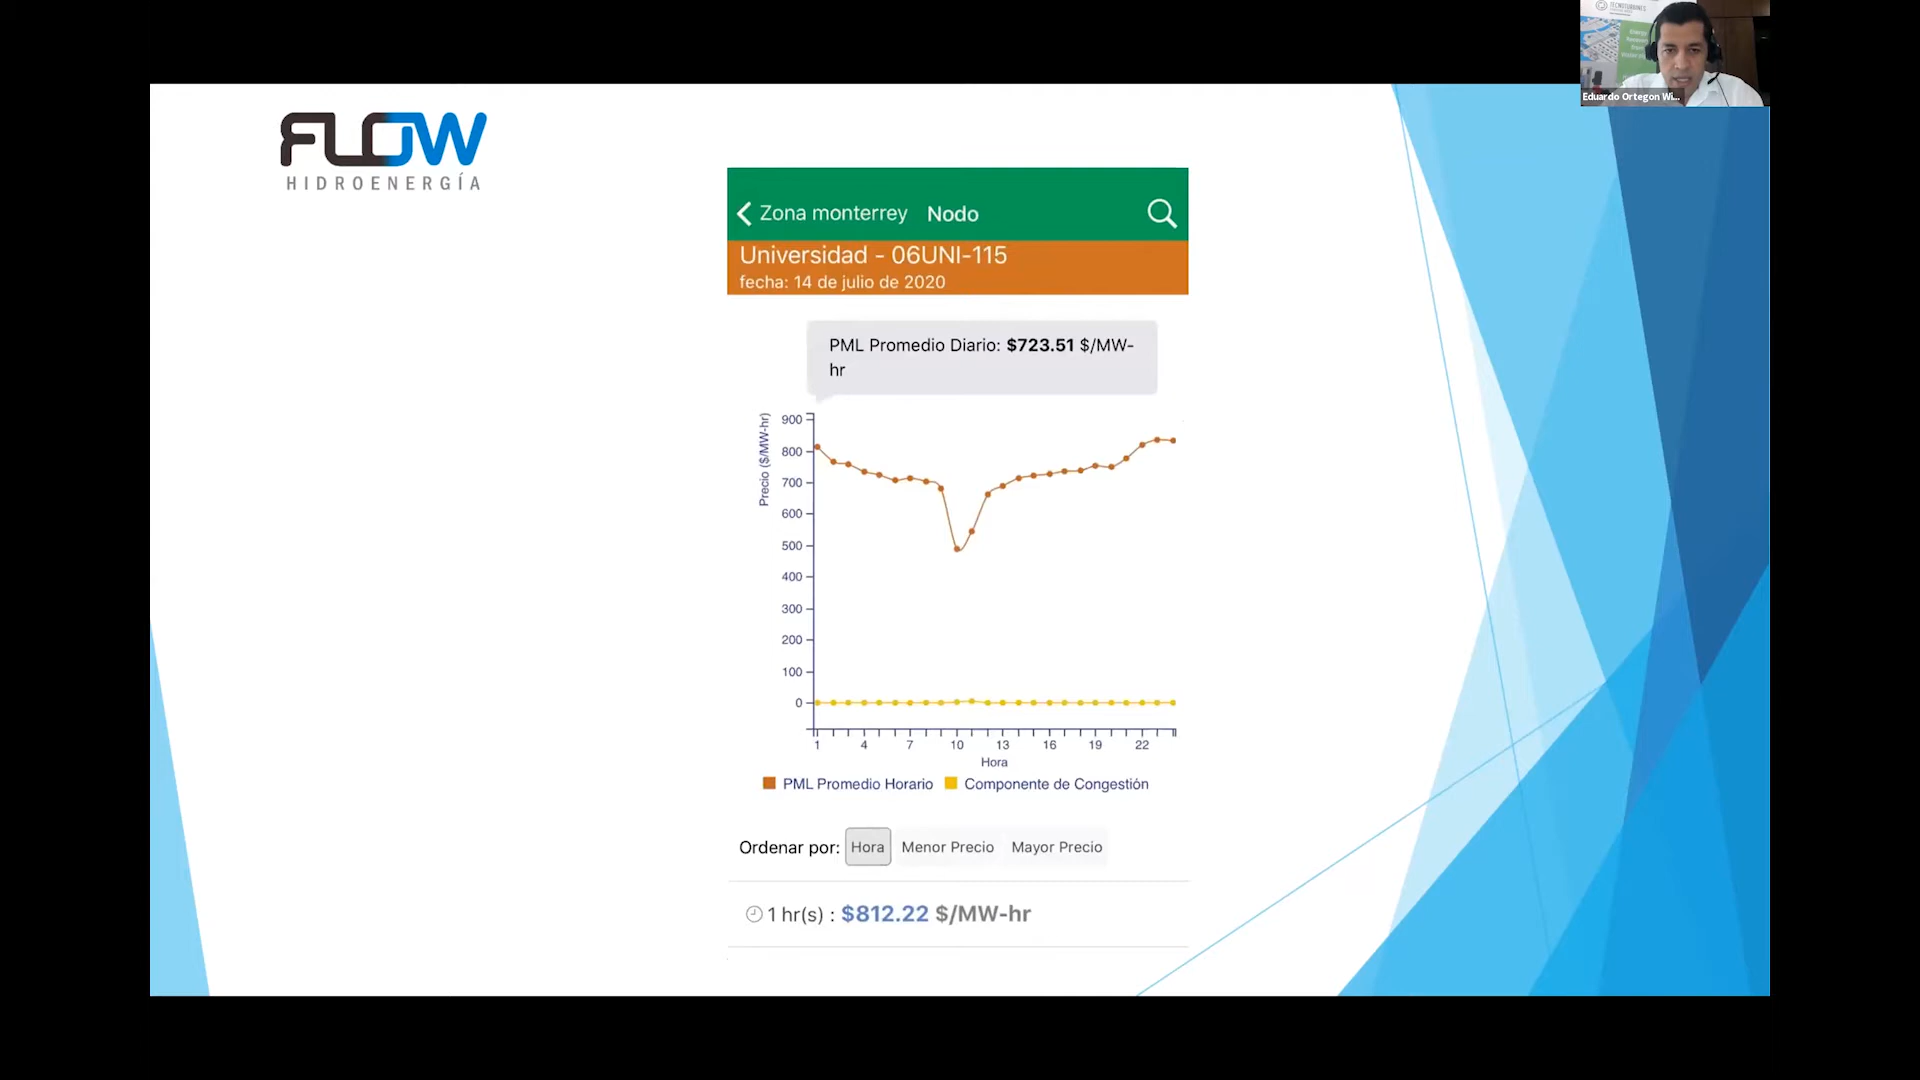 TECNOTURBINES
Eduardo Ortegon Wi...
FLOW
HIDROENERGÍA
Zona monterrey Nodo
Universidad - 06UNI-115
fecha: 14 de julio de 2020
PML Promedio Diario: $723.51 $/MW-
hr
Precio ($/MW-hr)
900
800
700
600
500
400
300
200
100
0
1 4 7 10 13 16 19 22
Hora
PML Promedio Horario Componente de Congestión
Ordenar por: Hora Menor Precio Mayor Precio
1 hr(s) : $812.22 $/MW-hr